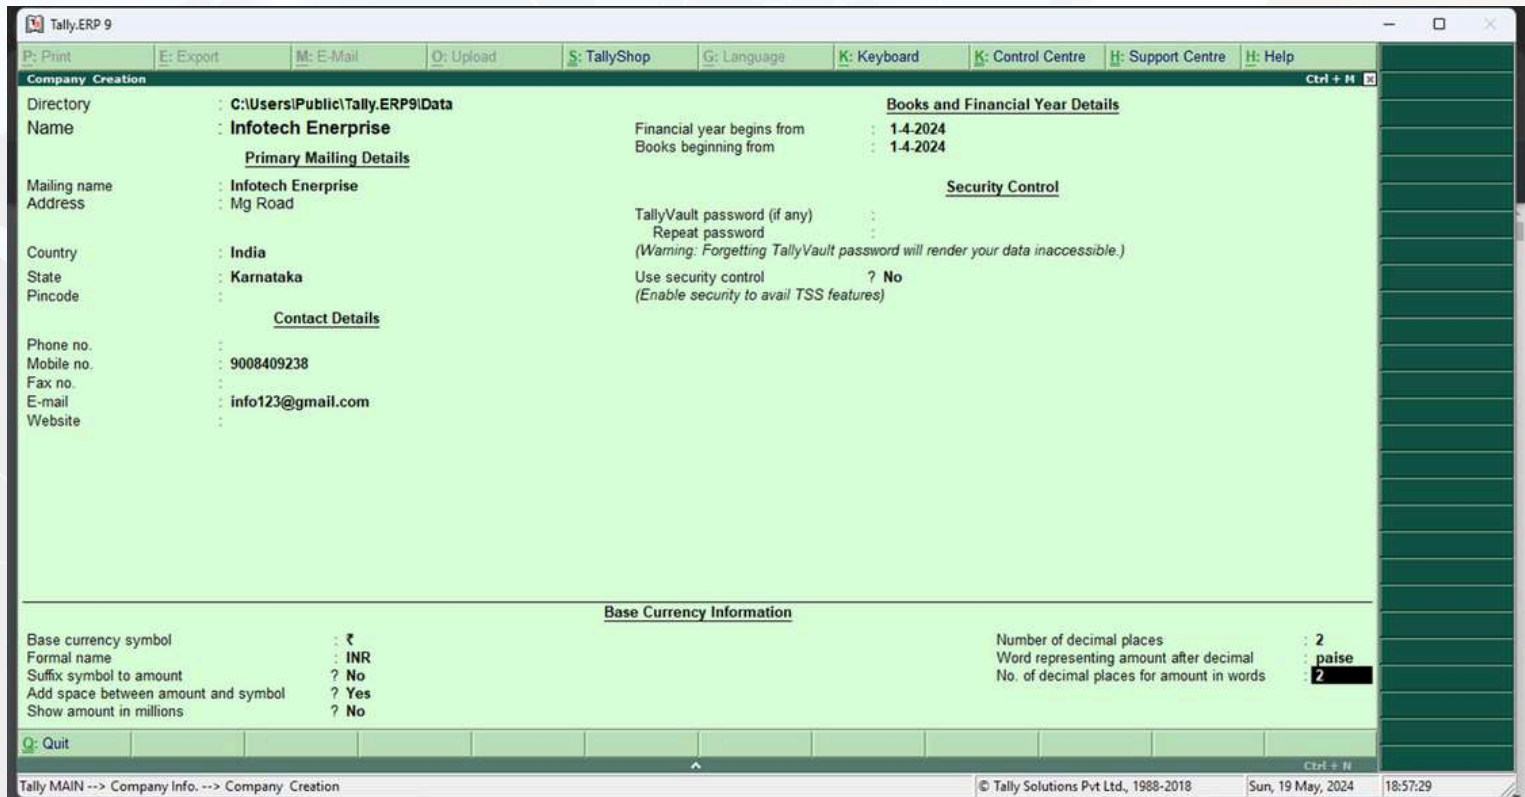 Tally.ERP 9
P: Print E: Export M: E-Mail O: Upload S: TallyShop G: Language K: Keyboard K: Control Centre H: Support Centre H: Help
Company Creation Ctrl + M
Directory : C:\Users\Public\Tally.ERP9\Data
Name : Infotech Enerprise
Primary Mailing Details
Mailing name : Infotech Enerprise
Address : Mg Road
Country : India
State : Karnataka
Pincode :
Contact Details
Phone no. :
Mobile no. : 9008409238
Fax no. :
E-mail : info123@gmail.com
Website :
Books and Financial Year Details
Financial year begins from : 1-4-2024
Books beginning from : 1-4-2024
Security Control
TallyVault password (if any) :
Repeat password :
(Warning: Forgetting TallyVault password will render your data inaccessible.)
Use security control ? No
(Enable security to avail TSS features)
Base Currency Information
Base currency symbol : ₹
Formal name : INR
Suffix symbol to amount ? No
Add space between amount and symbol ? Yes
Show amount in millions ? No
Number of decimal places : 2
Word representing amount after decimal : paise
No. of decimal places for amount in words : 2
Q: Quit
Ctrl + N
Tally MAIN --> Company Info. --> Company Creation © Tally Solutions Pvt Ltd., 1988-2018 Sun, 19 May, 2024 18:57:29